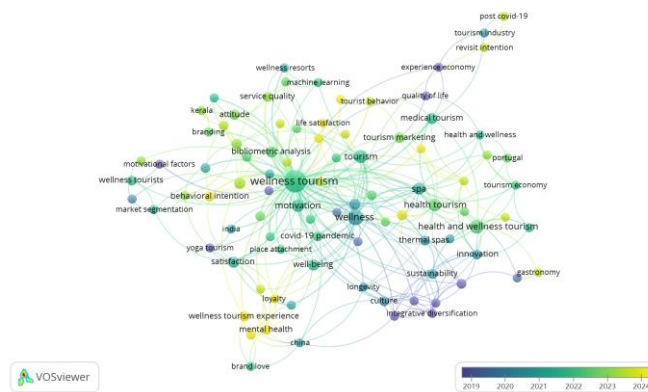 post covid-19
tourism industry
revisit intention
experience economy
wellness resorts
machine learning
quality of life
service quality
tourist behavior
kerala
attitude
life satisfaction
medical tourism
branding
tourism marketing
health and wellness
bibliometric analysis
tourism
portugal
motivational factors
wellness tourists
wellness tourism
spa
tourism economy
behavioral intention
market segmentation
motivation
health tourism
wellness
india
health and wellness tourism
yoga tourism
covid-19 pandemic
thermal spas
place attachment
innovation
satisfaction
well-being
sustainability
gastronomy
longevity
loyalty
culture
integrative diversification
wellness tourism experience
mental health
china
brand love
VOSviewer
2019 2020 2021 2022 2023 2024